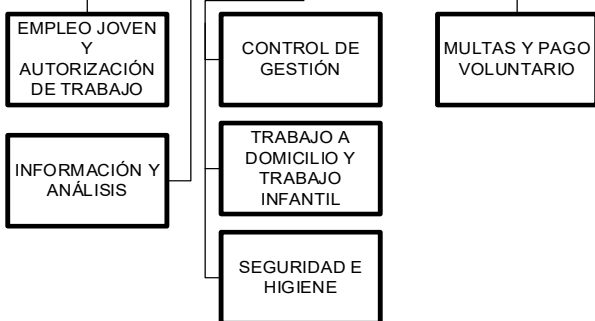 EMPLEO JOVEN
Y
AUTORIZACIÓN
DE TRABAJO
INFORMACIÓN Y
ANÁLISIS
CONTROL DE
GESTIÓN
TRABAJO A
DOMICILIO Y
TRABAJO
INFANTIL
SEGURIDAD E
HIGIENE
MULTAS Y PAGO
VOLUNTARIO